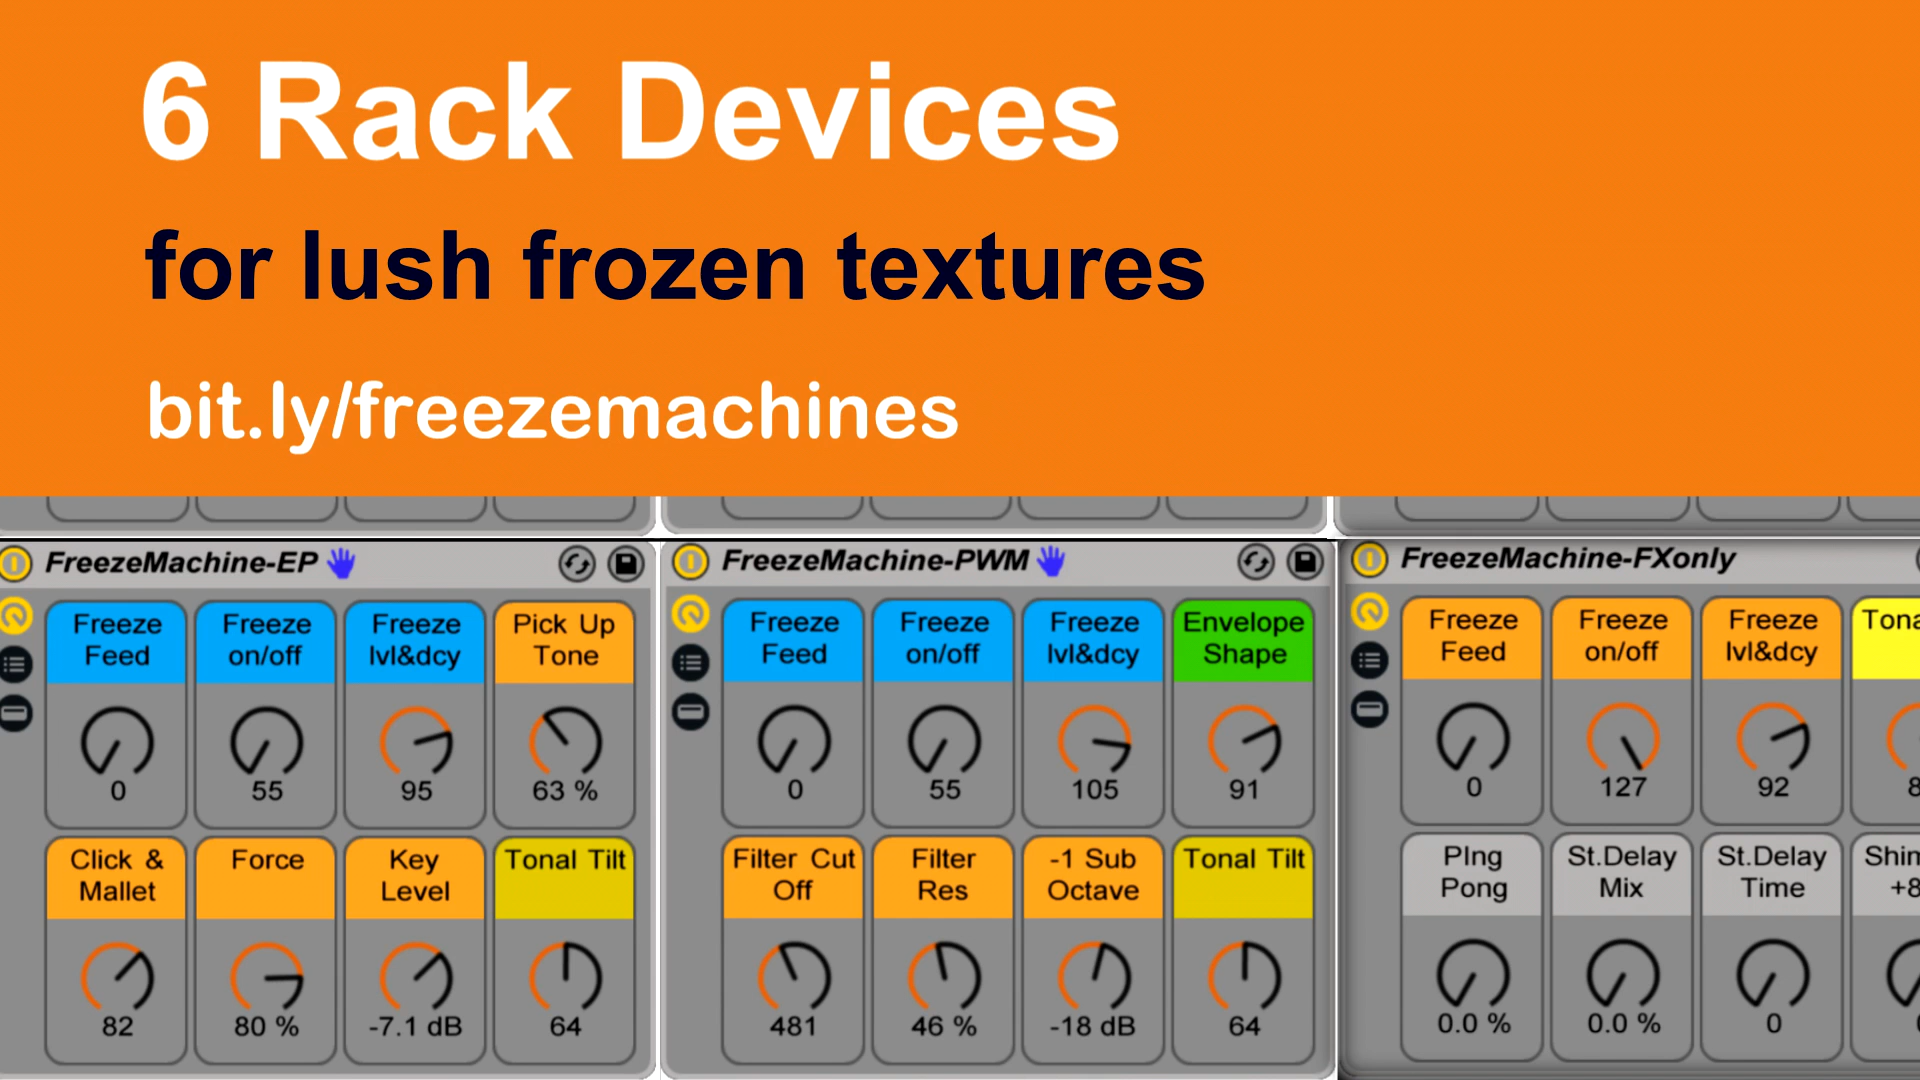 6 Rack Devices
for lush frozen textures
bit.ly/freezemachines
FreezeMachine-EP
Freeze Feed
0
Freeze on/off
55
Freeze lvl&dcy
95
Pick Up Tone
63 %
Click & Mallet
82
Force
80 %
Key Level
-7.1 dB
Tonal Tilt
64
FreezeMachine-PWM
Freeze Feed
0
Freeze on/off
55
Freeze lvl&dcy
105
Envelope Shape
91
Filter Cut Off
481
Filter Res
46 %
-1 Sub Octave
-18 dB
Tonal Tilt
64
FreezeMachine-FXonly
Freeze Feed
0
Freeze on/off
127
Freeze lvl&dcy
92
PIng Pong
0.0 %
St.Delay Mix
0.0 %
St.Delay Time
0